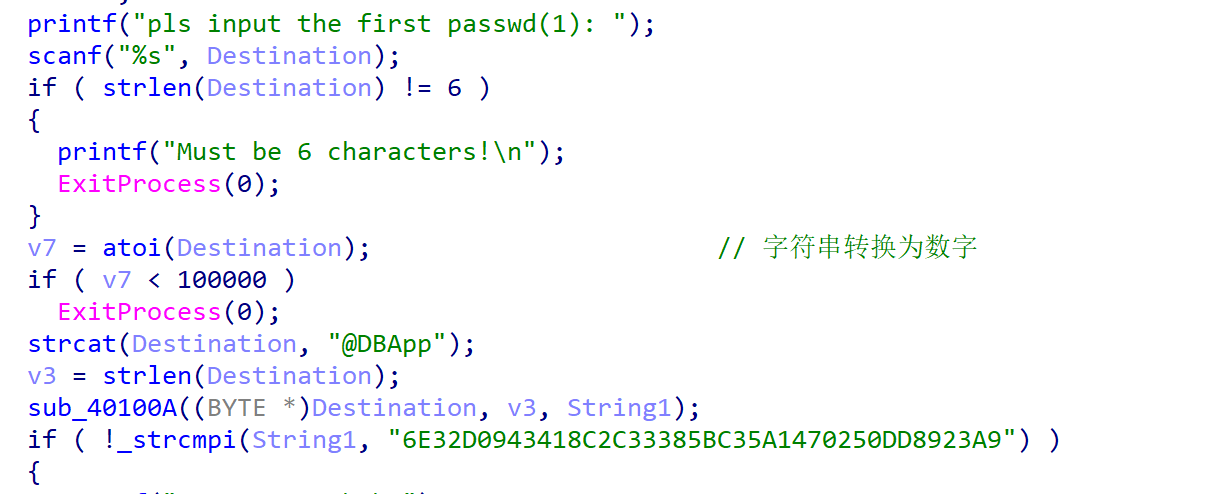 printf("pls input the first passwd(1): ");
scanf("%s", Destination);
if ( strlen(Destination) != 6 )
{
printf("Must be 6 characters!\n");
ExitProcess(0);
}
v7 = atoi(Destination); // 字符串转换为数字
if ( v7 < 100000 )
ExitProcess(0);
strcat(Destination, "@DBApp");
v3 = strlen(Destination);
sub_40100A((BYTE *)Destination, v3, String1);
if ( !_strcmpi(String1, "6E32D0943418C2C33385BC35A1470250DD8923A9") )
{